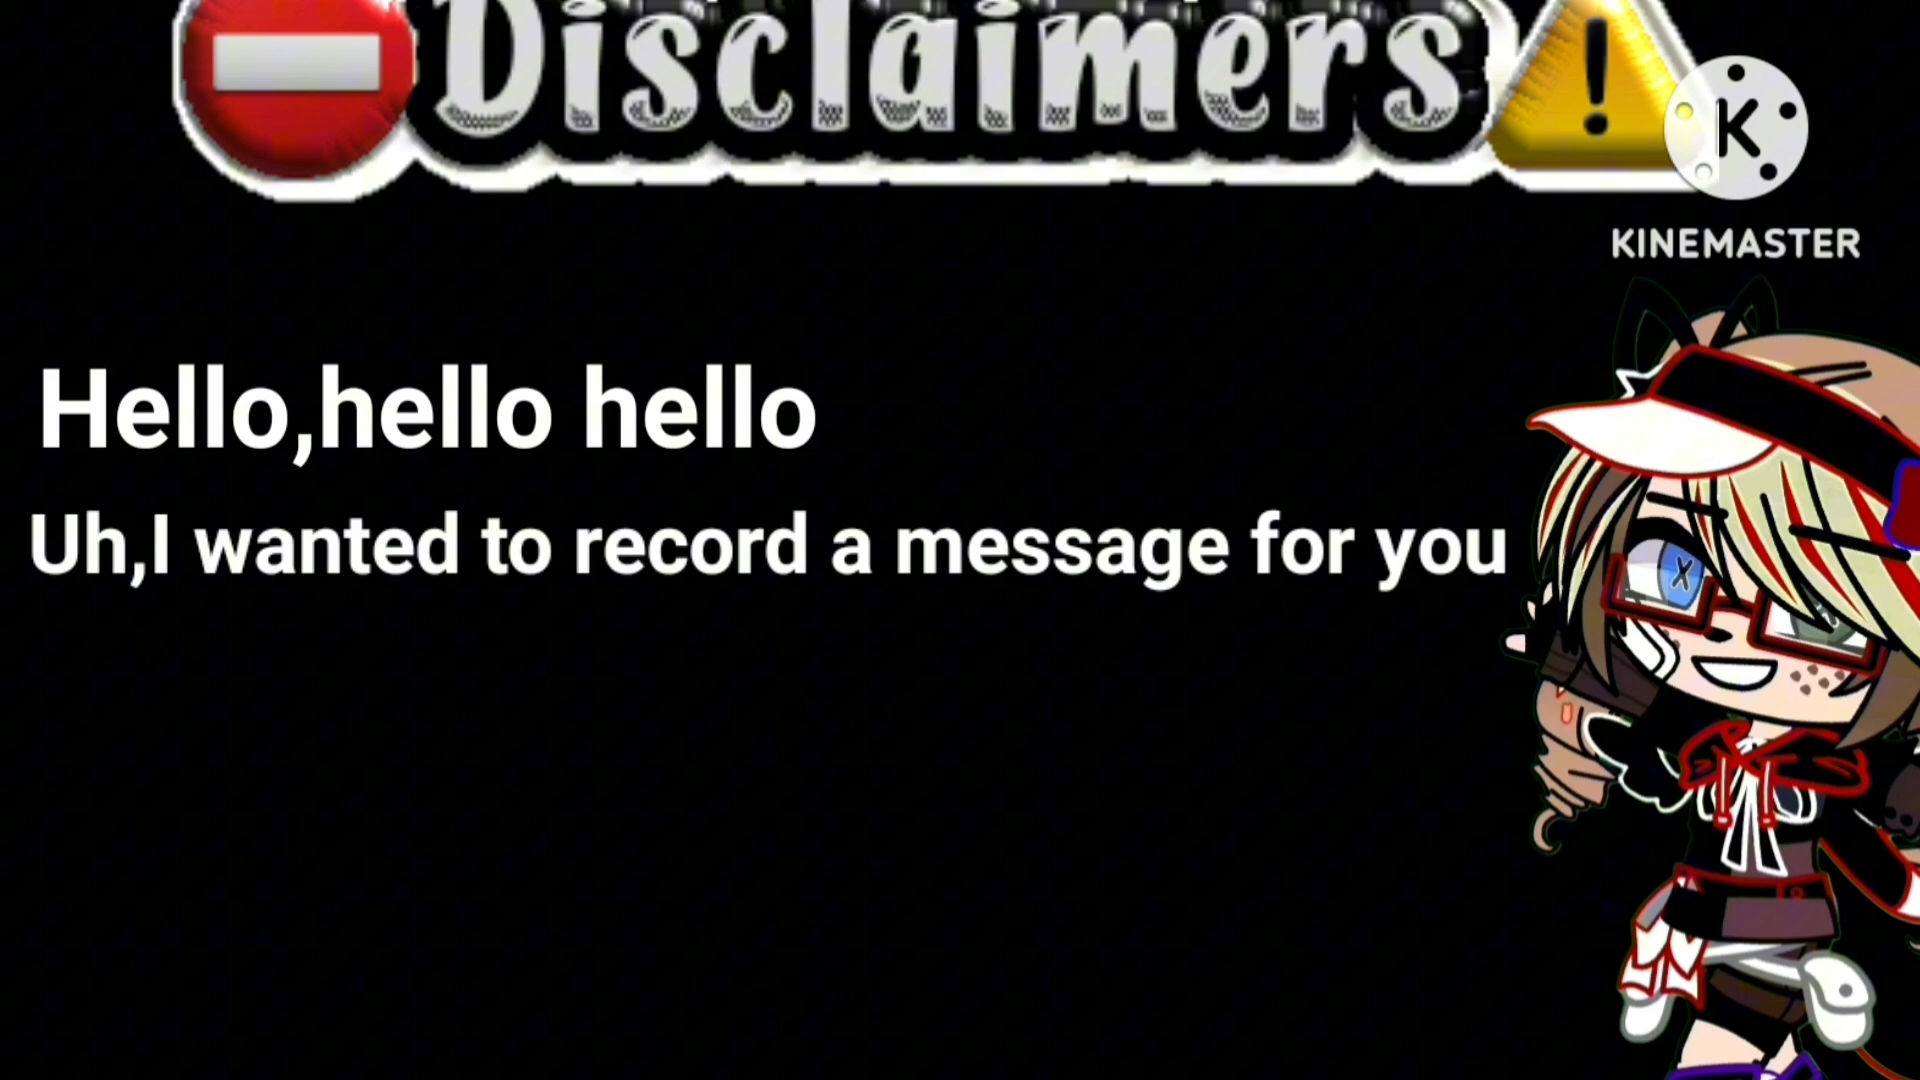 Disclaimers
K
KINEMASTER
Hello,hello hello
Uh,I wanted to record a message for you